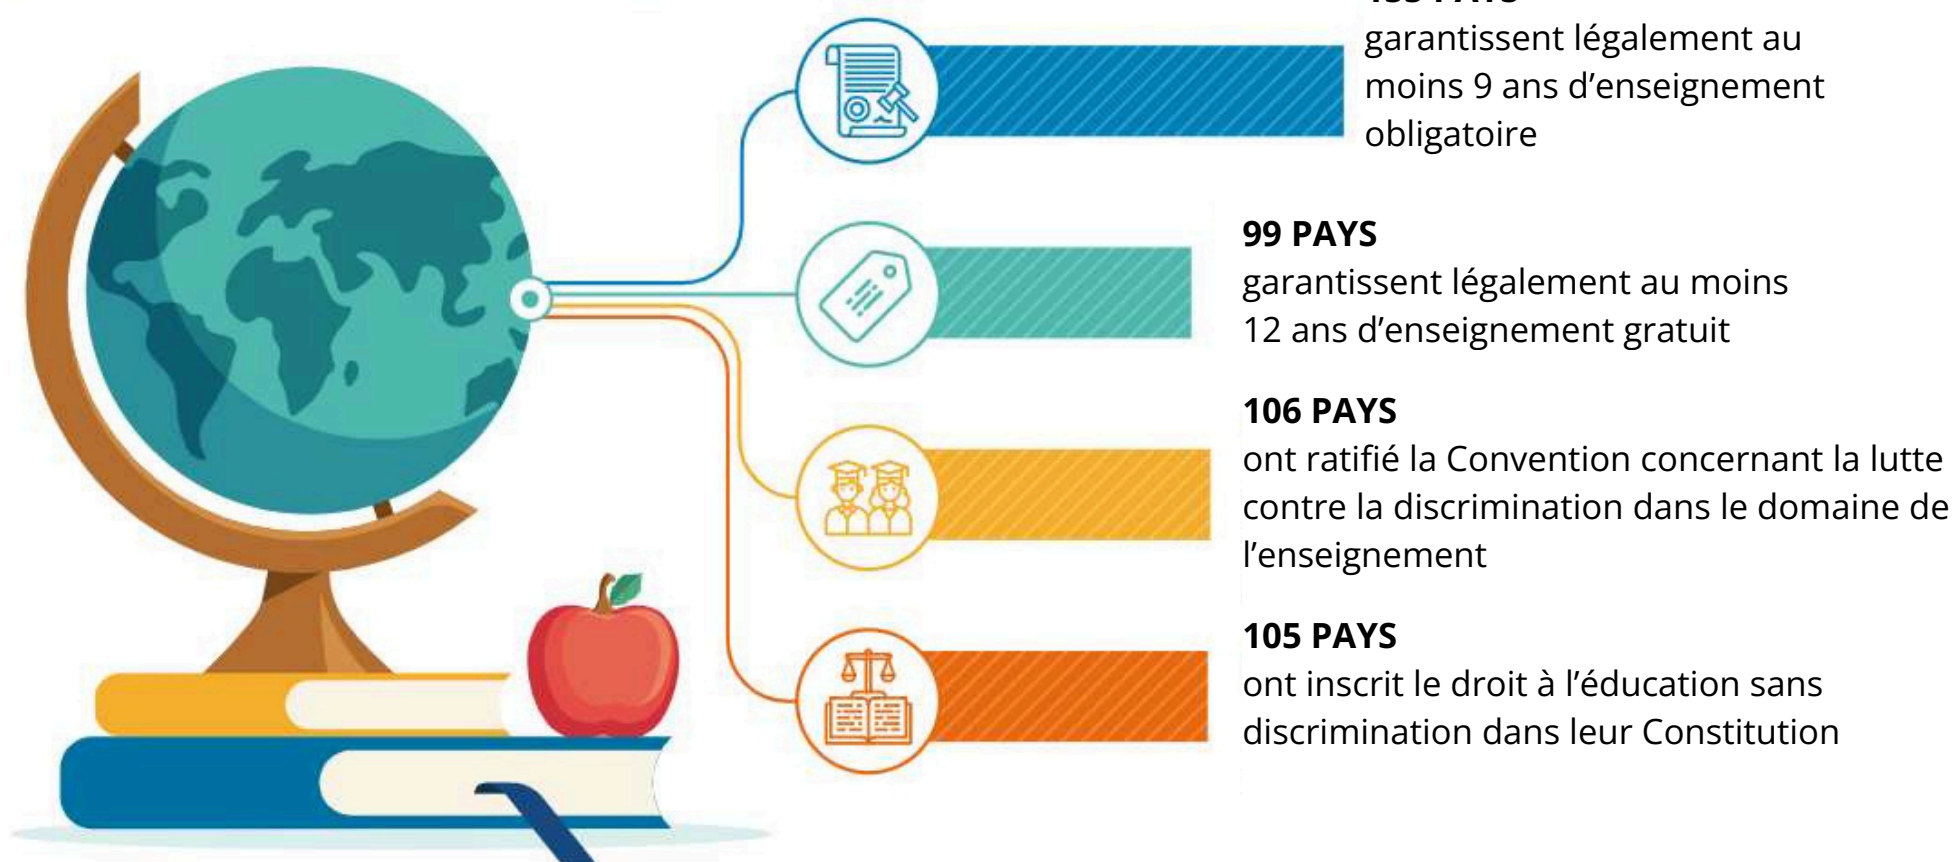 garantissent légalement au
moins 9 ans d’enseignement
obligatoire
99 PAYS
garantissent légalement au moins
12 ans d’enseignement gratuit
106 PAYS
ont ratifié la Convention concernant la lutte
contre la discrimination dans le domaine de
l’enseignement
105 PAYS
ont inscrit le droit à l’éducation sans
discrimination dans leur Constitution